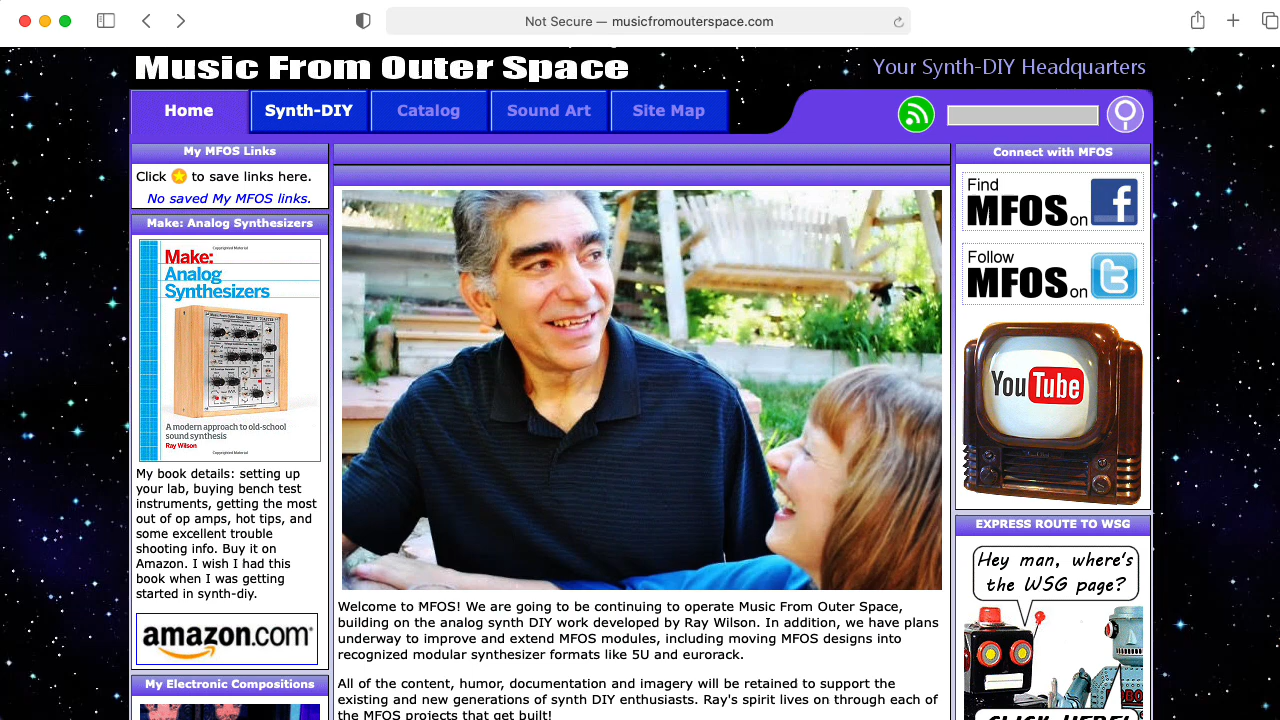 Not Secure — musicfromouterspace.com
Music From Outer Space
Your Synth-DIY Headquarters
Home
Synth-DIY
Catalog
Sound Art
Site Map
My MFOS Links
Click to save links here.
No saved My MFOS links.
Make: Analog Synthesizers
Copyrighted Material
Make:
Analog
Synthesizers
A modern approach to old-school
sound synthesis
Ray Wilson
Copyrighted Material
My book details: setting up
your lab, buying bench test
instruments, getting the most
out of op amps, hot tips, and
some excellent trouble
shooting info. Buy it on
Amazon. I wish I had this
book when I was getting
started in synth-diy.
amazon.com
My Electronic Compositions
Welcome to MFOS! We are going to be continuing to operate Music From Outer Space,
building on the analog synth DIY work developed by Ray Wilson. In addition, we have plans
underway to improve and extend MFOS modules, including moving MFOS designs into
recognized modular synthesizer formats like 5U and eurorack.
All of the content, humor, documentation and imagery will be retained to support the
existing and new generations of synth DIY enthusiasts. Ray's spirit lives on through each of
the MFOS projects that get built!
Connect with MFOS
Find
MFOS on f
Follow
MFOS on t
YouTube
EXPRESS ROUTE TO WSG
Hey man, where's
the WSG page?
CLICK HERE!